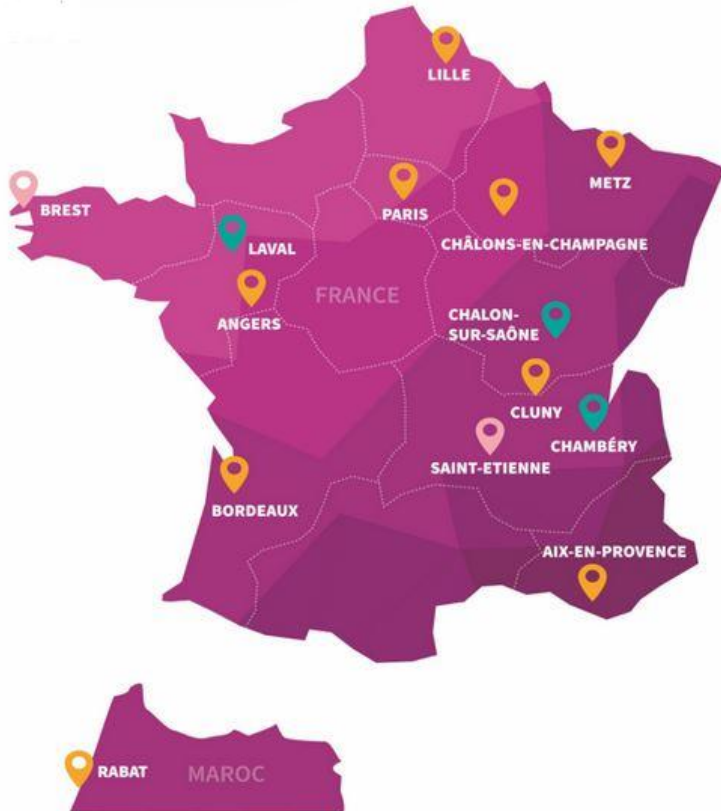 LILLE
METZ
BREST
PARIS
CHÂLONS-EN-CHAMPAGNE
LAVAL
FRANCE
ANGERS
CHALON-
SUR-SAÔNE
CLUNY
CHAMBÉRY
SAINT-ETIENNE
BORDEAUX
AIX-EN-PROVENCE
RABAT
MAROC